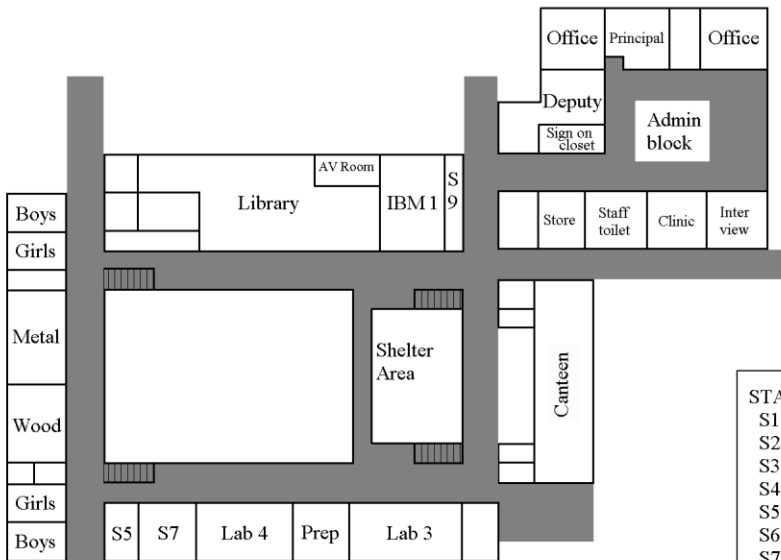 Office
Principal
Office
Deputy
Sign on
closet
Admin
block
AV Room
Library
IBM 1
S
9
Boys
Girls
Store
Staff
toilet
Clinic
Inter
view
Metal
Wood
Shelter
Area
Canteen
STA
S1
S2
S3
S4
S5
S6
S7
Girls
Boys
S5
S7
Lab 4
Prep
Lab 3